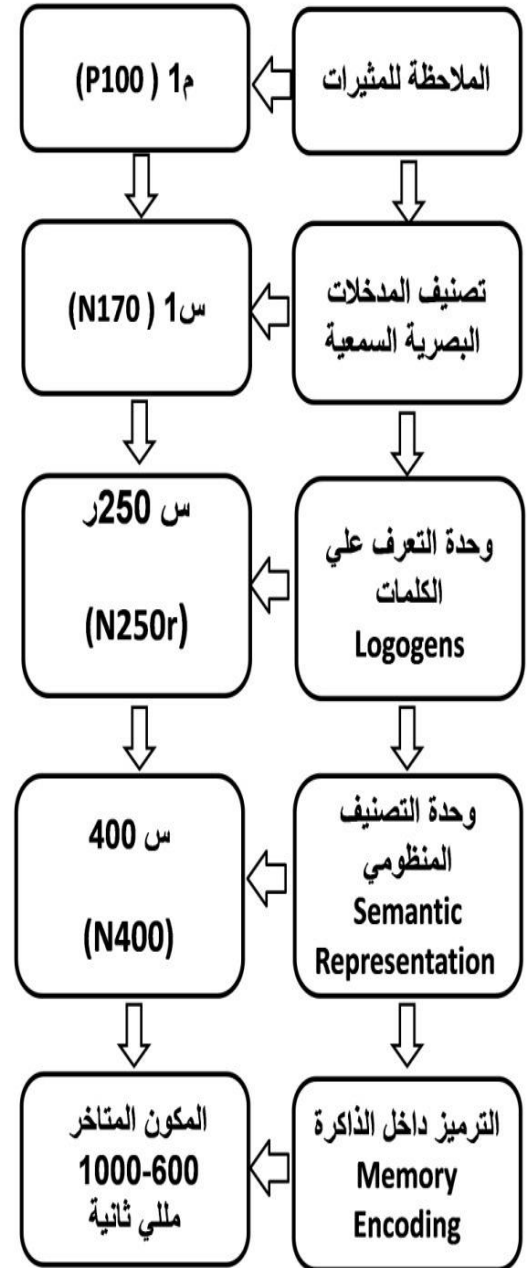 الملاحظة للمثيرات
م1 (P100)
تصنيف المدخلات
البصرية السمعية
س1 (N170)
وحدة التعرف علي
الكلمات
Logogens
س 250ر
(N250r)
وحدة التصنيف
المنظومي
Semantic
Representation
س 400
(N400)
الترميز داخل الذاكرة
Memory
Encoding
المكون المتاخر
1000-600
مللي ثانية